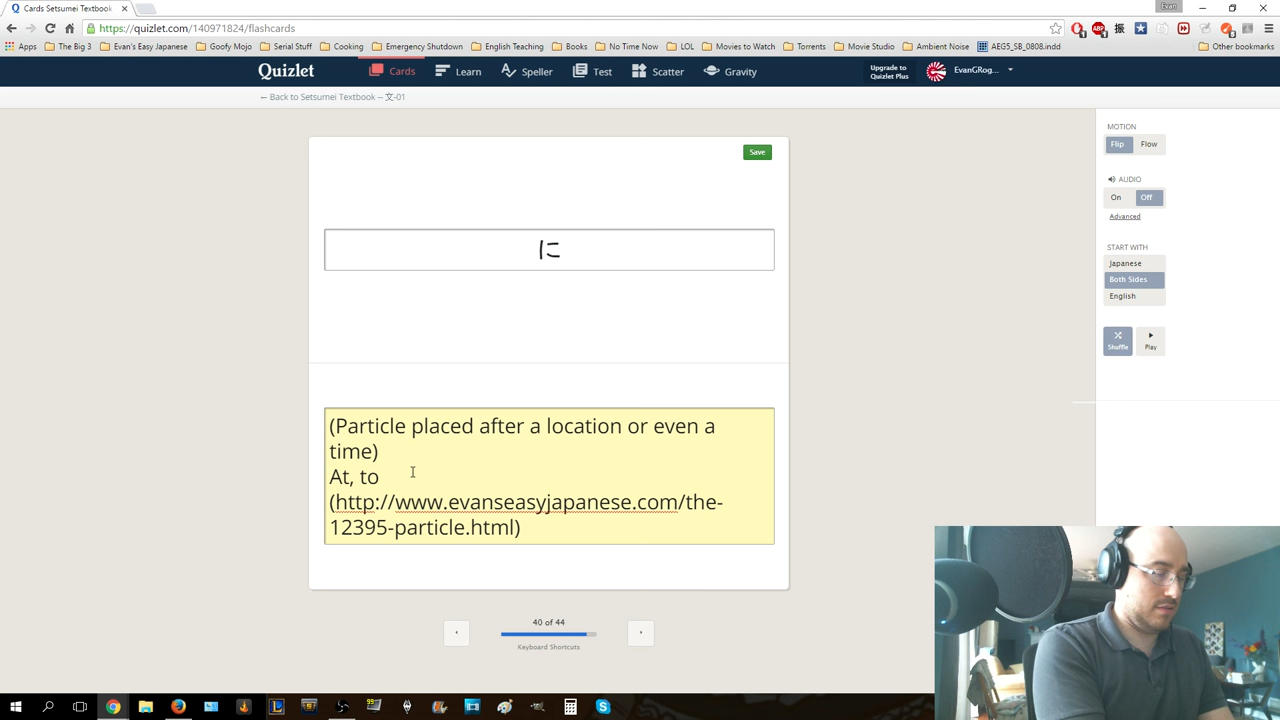 Cards Setsumei Textbook
Evan
https://quizlet.com/140971824/flashcards
Apps
The Big 3
Evan's Easy Japanese
Goofy Mojo
Serial Stuff
Cooking
Emergency Shutdown
English Teaching
Books
No Time Now
LOL
Movies to Watch
Torrents
Movie Studio
Ambient Noise
AEG5_SB_0808.indd
Other bookmarks
Quizlet
Cards
Learn
Speller
Test
Scatter
Gravity
Upgrade to
Quizlet Plus
EvanGRog...
← Back to Setsumei Textbook -- 文-01
Save
に
(Particle placed after a location or even a
time)
At, to
(http://www.evanseasyjapanese.com/the-
12395-particle.html)
40 of 44
Keyboard Shortcuts
MOTION
Flip
Flow
AUDIO
On
Off
Advanced
START WITH
Japanese
Both Sides
English
Shuffle
Play